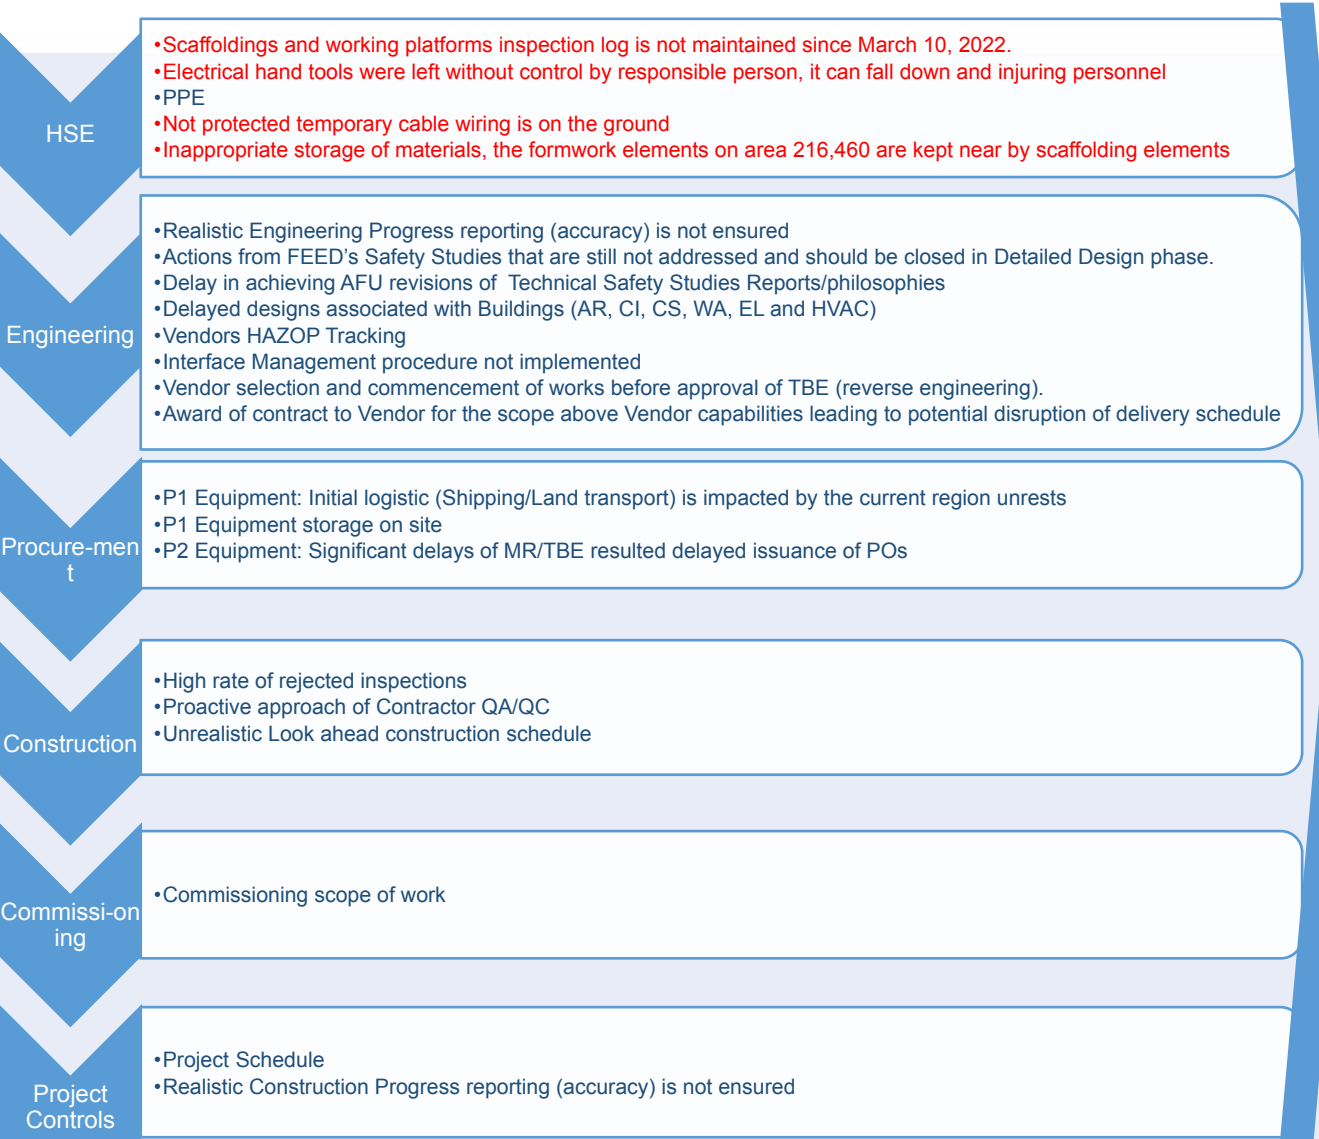 HSE
•Scaffoldings and working platforms inspection log is not maintained since March 10, 2022.
•Electrical hand tools were left without control by responsible person, it can fall down and injuring personnel
•PPE
•Not protected temporary cable wiring is on the ground
•Inappropriate storage of materials, the formwork elements on area 216,460 are kept near by scaffolding elements
Engineering
•Realistic Engineering Progress reporting (accuracy) is not ensured
•Actions from FEED’s Safety Studies that are still not addressed and should be closed in Detailed Design phase.
•Delay in achieving AFU revisions of  Technical Safety Studies Reports/philosophies
•Delayed designs associated with Buildings (AR, CI, CS, WA, EL and HVAC)
•Vendors HAZOP Tracking
•Interface Management procedure not implemented
•Vendor selection and commencement of works before approval of TBE (reverse engineering).
•Award of contract to Vendor for the scope above Vendor capabilities leading to potential disruption of delivery schedule
Procure-men
t
•P1 Equipment: Initial logistic (Shipping/Land transport) is impacted by the current region unrests
•P1 Equipment storage on site
•P2 Equipment: Significant delays of MR/TBE resulted delayed issuance of POs
Construction
•High rate of rejected inspections
•Proactive approach of Contractor QA/QC
•Unrealistic Look ahead construction schedule
Commissi-on
ing
•Commissioning scope of work
Project
Controls
•Project Schedule
•Realistic Construction Progress reporting (accuracy) is not ensured